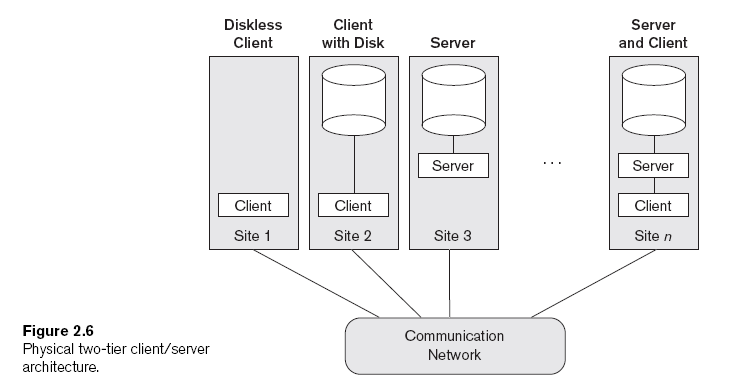 Diskless
Client
Client
with Disk
Server
Server
and Client
Server
. . .
Server
Client
Client
Client
Site 1
Site 2
Site 3
Site n
Communication
Network
Figure 2.6
Physical two-tier client/server
architecture.